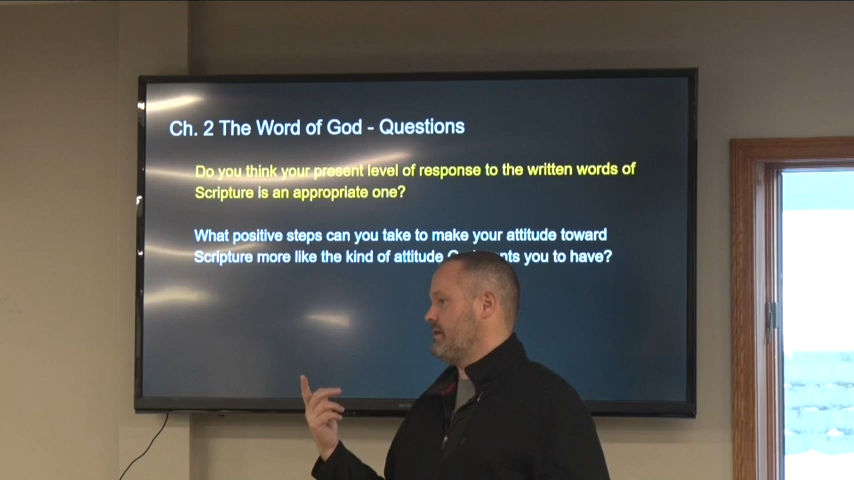 Ch. 2 The Word of God - Questions
Do you think your present level of response to the written words of
Scripture is an appropriate one?
What positive steps can you take to make your attitude toward
Scripture more like the kind of attitude you to have?